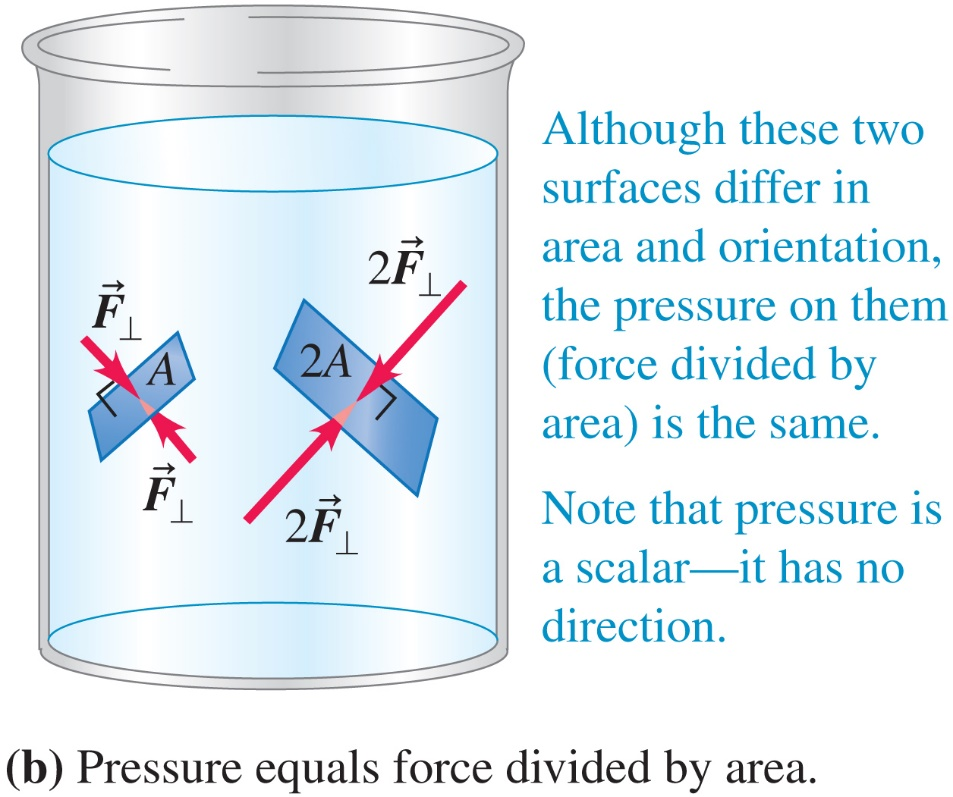 Although these two
surfaces differ in
area and orientation,
the pressure on them
(force divided by
area) is the same.
Note that pressure is
a scalar—it has no
direction.
2F⃗⊥
F⃗⊥
A
2A
F⃗⊥
2F⃗⊥
(b) Pressure equals force divided by area.